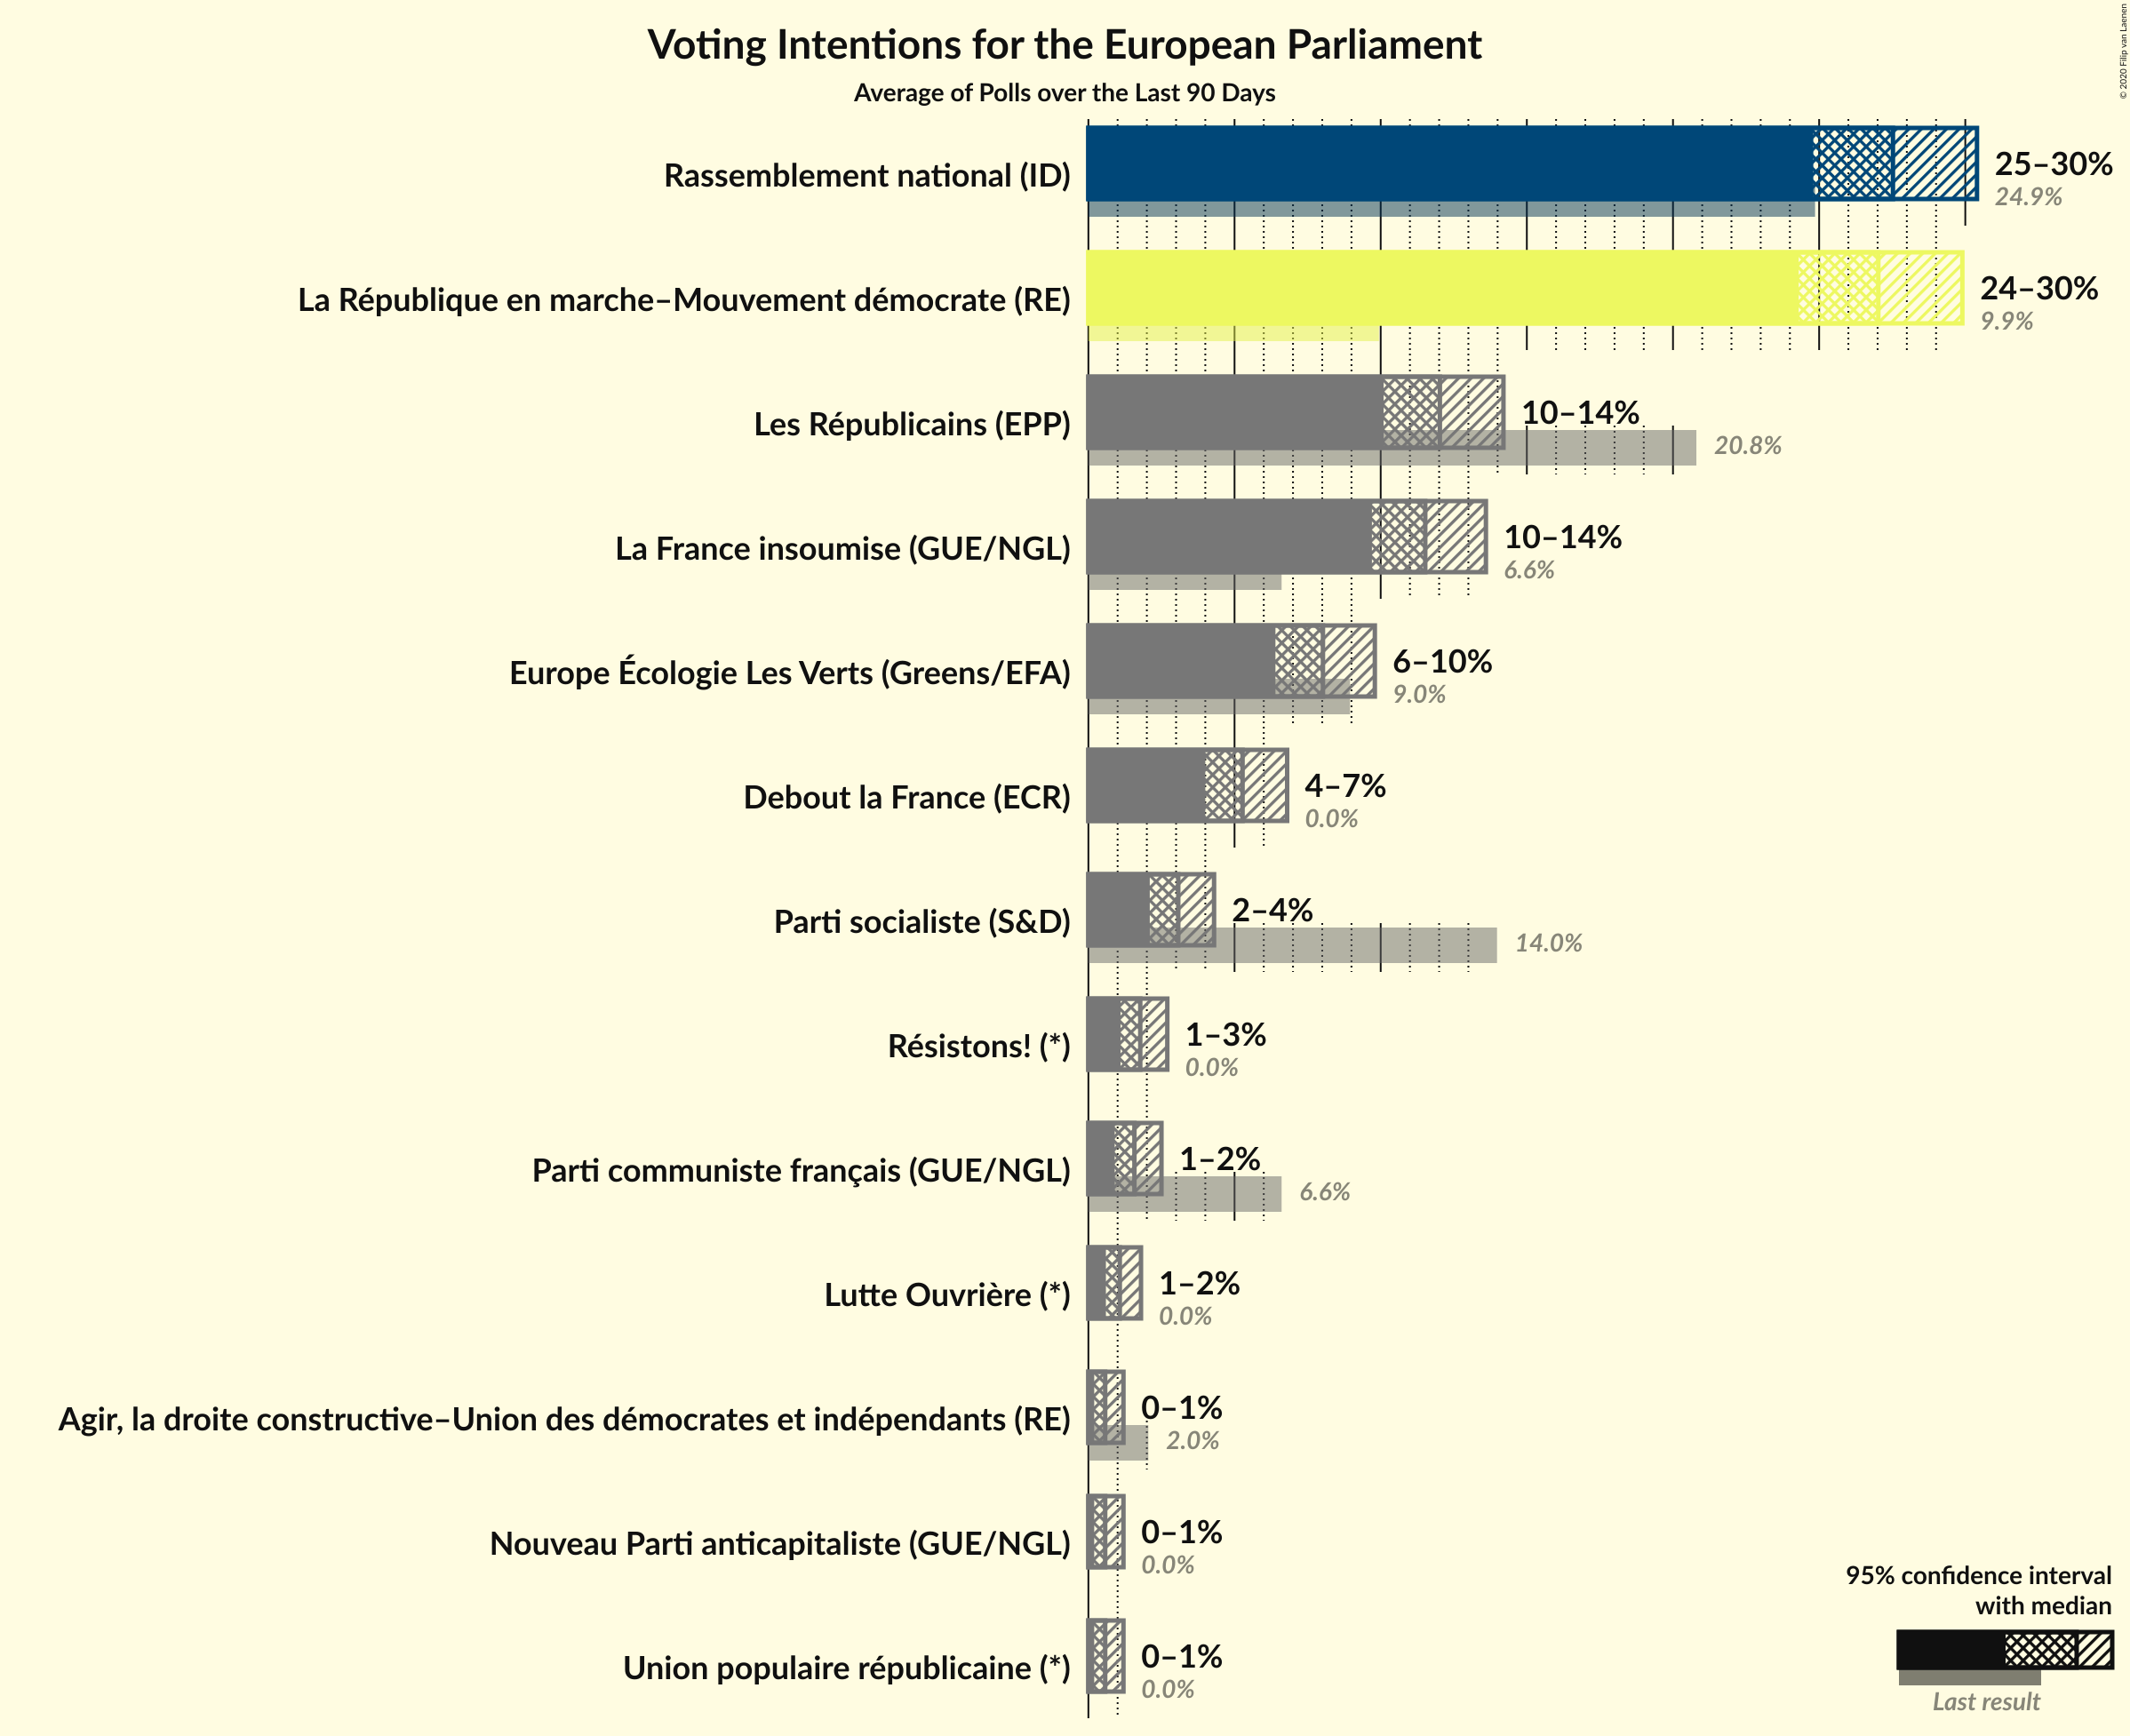 © 2020 Filip van Laenen
Voting Intentions for the European Parliament
Average of Polls over the Last 90 Days
Rassemblement national (ID)
25–30%
24.9%
La République en marche–Mouvement démocrate (RE)
24–30%
9.9%
Les Républicains (EPP)
10–14%
20.8%
La France insoumise (GUE/NGL)
10–14%
6.6%
Europe Écologie Les Verts (Greens/EFA)
6–10%
9.0%
Debout la France (ECR)
4–7%
0.0%
Parti socialiste (S&D)
2–4%
14.0%
Résistons! (*)
1–3%
0.0%
Parti communiste français (GUE/NGL)
1–2%
6.6%
Lutte Ouvrière (*)
1–2%
0.0%
Agir, la droite constructive–Union des démocrates et indépendants (RE)
0–1%
2.0%
Nouveau Parti anticapitaliste (GUE/NGL)
0–1%
0.0%
Union populaire républicaine (*)
0–1%
0.0%
95% confidence interval
with median
Last result